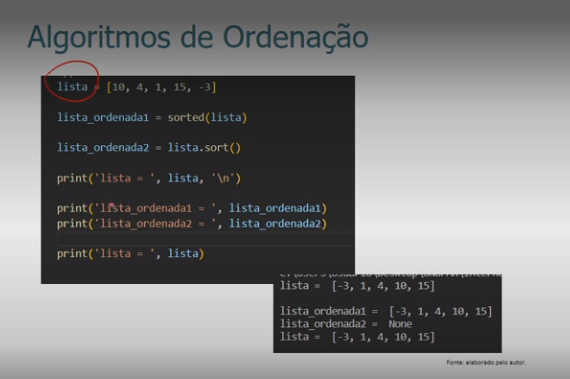 Algoritmos de Ordenação
lista = [10, 4, 1, 15, -3]
lista_ordenada1 = sorted(lista)
lista_ordenada2 = lista.sort()
print('lista = ', lista, '\n')
print('lista_ordenada1 = ', lista_ordenada1)
print('lista_ordenada2 = ', lista_ordenada2)
print('lista = ', lista)
lista =  [-3, 1, 4, 10, 15]
lista_ordenada1 =  [-3, 1, 4, 10, 15]
lista_ordenada2 =  None
lista =  [-3, 1, 4, 10, 15]
Fonte: elaborado pelo autor.